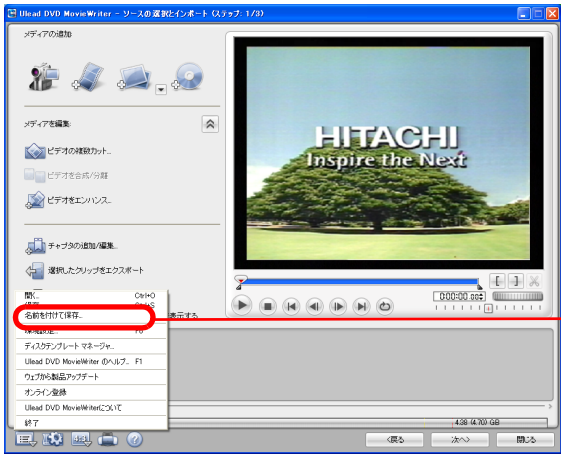 Ulead DVD MovieWriter - ソースの選択とインポート (ステップ: 1/3)
メディアの追加
メディアを編集:
ビデオの複数カット...
ビデオを合成/分離
ビデオをエンハンス...
チャプタの追加/編集...
選択したクリップをエクスポート
表示する
HITACHI
Inspire the Next
0:00:00.00
開く... Ctrl+O
Ctrl+S
名前を付けて保存...
環境設定... F6
ディスクテンプレート マネージャ...
Ulead DVD MovieWriter のヘルプ... F1
ウェブから製品アップデート
オンライン登録
Ulead DVD MovieWriterについて
終了
4.38 (4.70) GB
<戻る
次へ>
閉じる